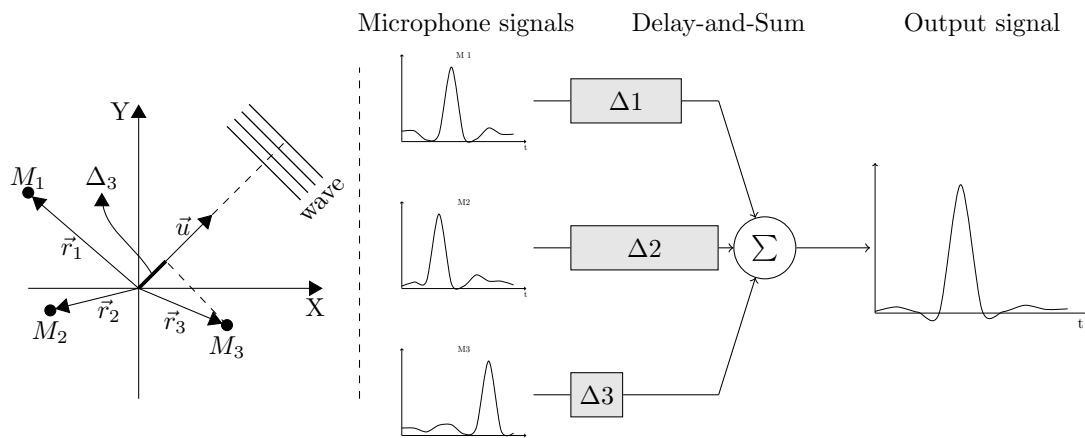 Microphone signals
Delay-and-Sum
Output signal
Y
X
M₁
M₂
M₃
Δ₃
r⃗₁
r⃗₂
r⃗₃
u⃗
wave
M 1
t
M2
t
M3
t
Δ1
Δ2
Δ3
Σ
t